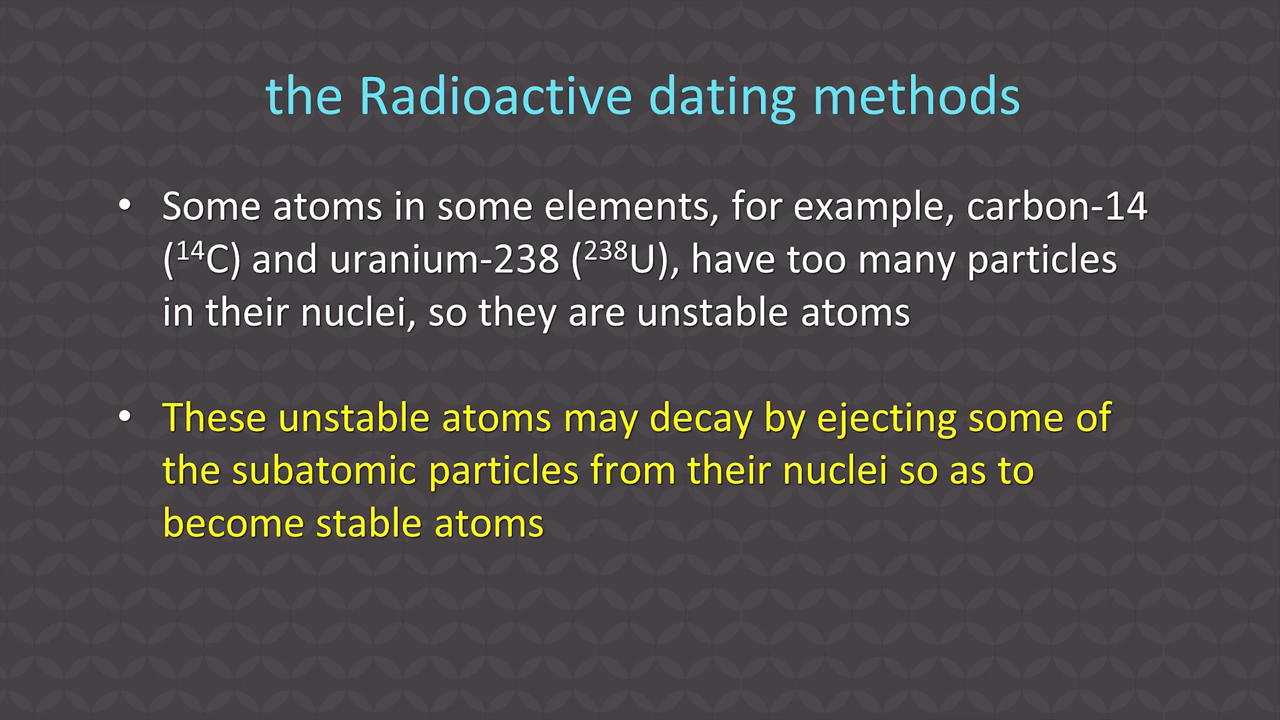 the Radioactive dating methods
• Some atoms in some elements, for example, carbon-14
(¹⁴C) and uranium-238 (²³⁸U), have too many particles
in their nuclei, so they are unstable atoms
• These unstable atoms may decay by ejecting some of
the subatomic particles from their nuclei so as to
become stable atoms